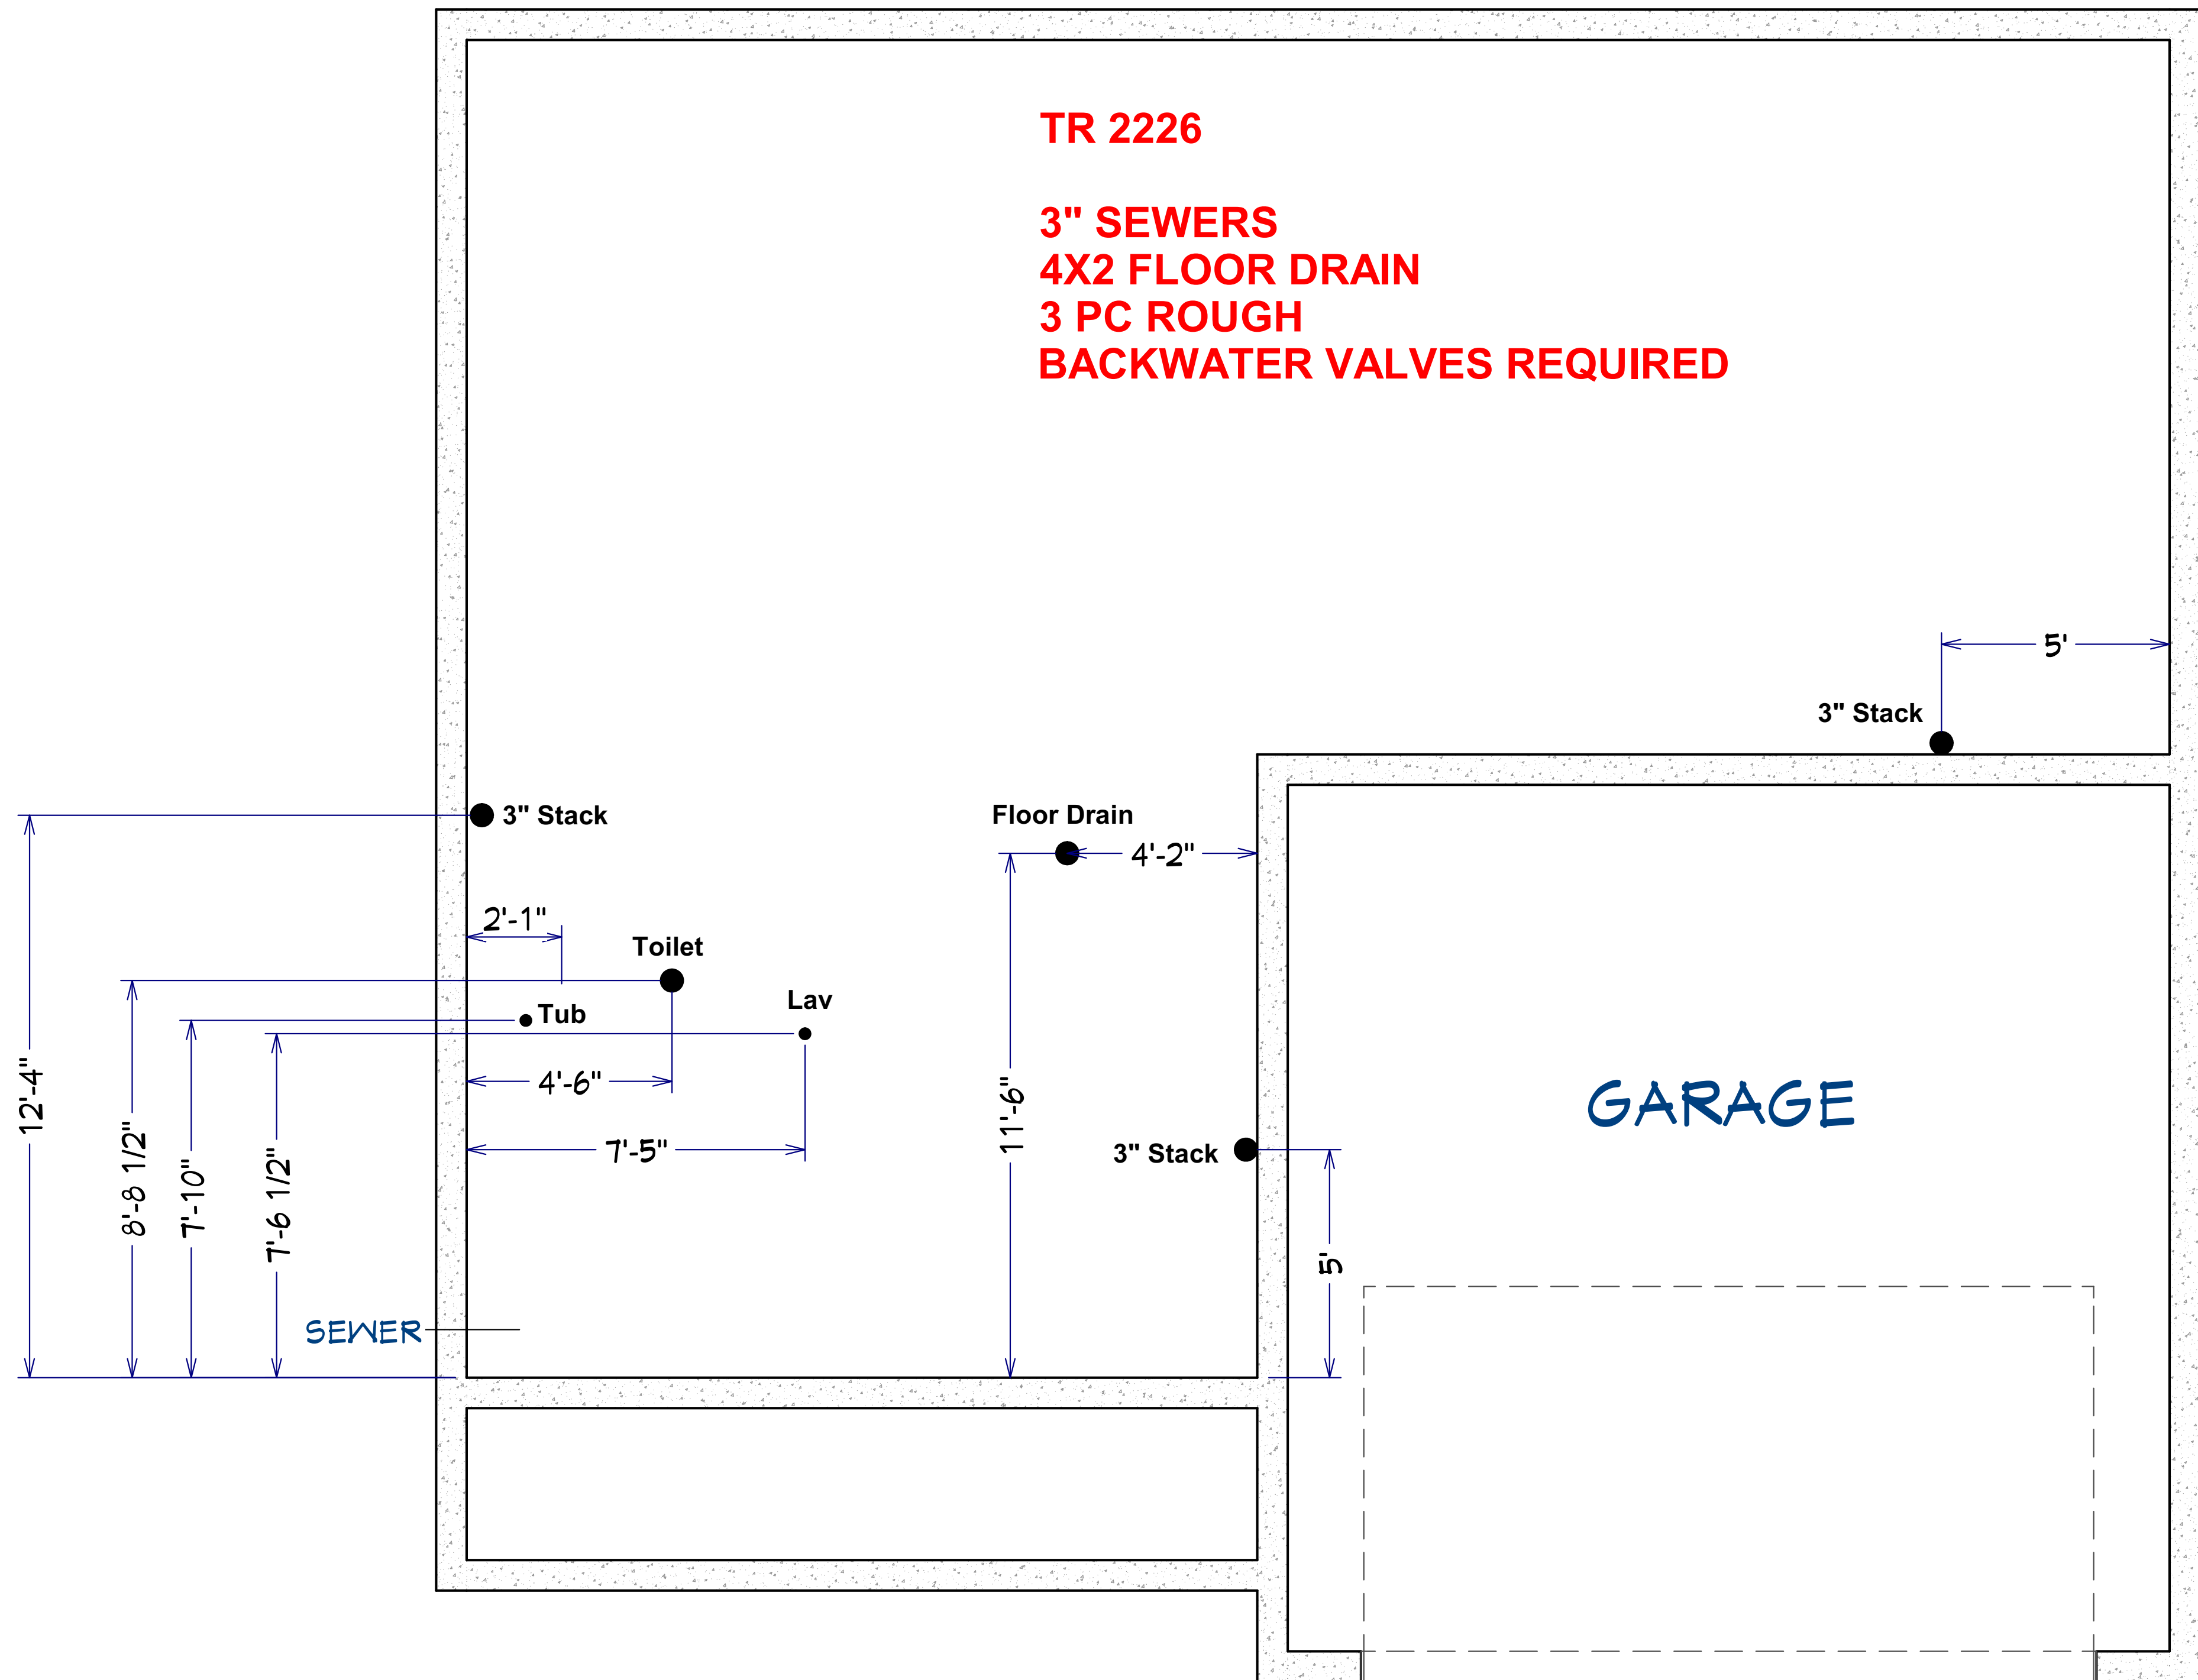 TR 2226
3" SEWERS
4X2 FLOOR DRAIN
3 PC ROUGH
BACKWATER VALVES REQUIRED
5'
3" Stack
3" Stack
Floor Drain
4'-2"
2'-1"
Toilet
Lav
Tub
4'-6"
12'-4"
8'-8 1/2"
7'-10"
7'-6 1/2"
7'-5"
11'-6"
3" Stack
GARAGE
5'
SEWER